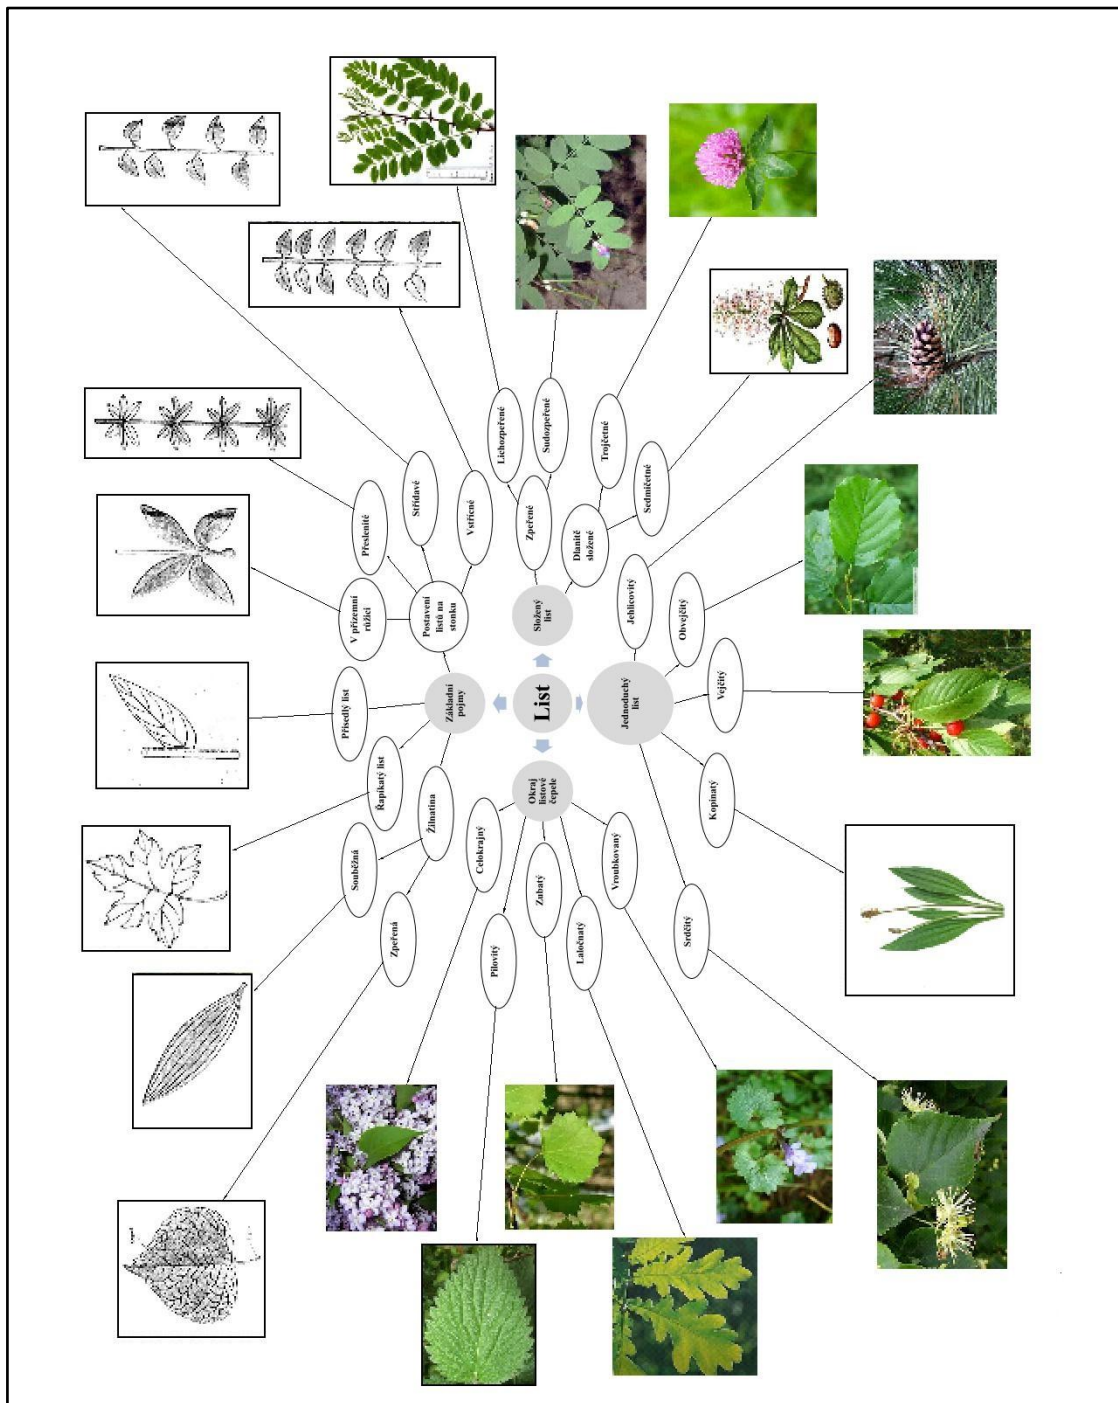 List
Základní
pojmy
Postavení
listů na
stonku
V přízemní
růžici
Přeslenité
Střídavé
Vstřícné
Přisedlý list
Řapíkatý list
Žilnatina
Souběžná
Zpeřená
Složený
list
Zpeřené
Lichozpeřené
Sudozpeřené
Dlanitě
složené
Trojčetné
Sedmičetné
Jednoduchý
list
Jehlicovitý
Obvejčitý
Vejčitý
Kopinatý
Srdčitý
Okraj
listové
čepele
Celokrajný
Pilovitý
Zubatý
Laločnatý
Vroubkovaný